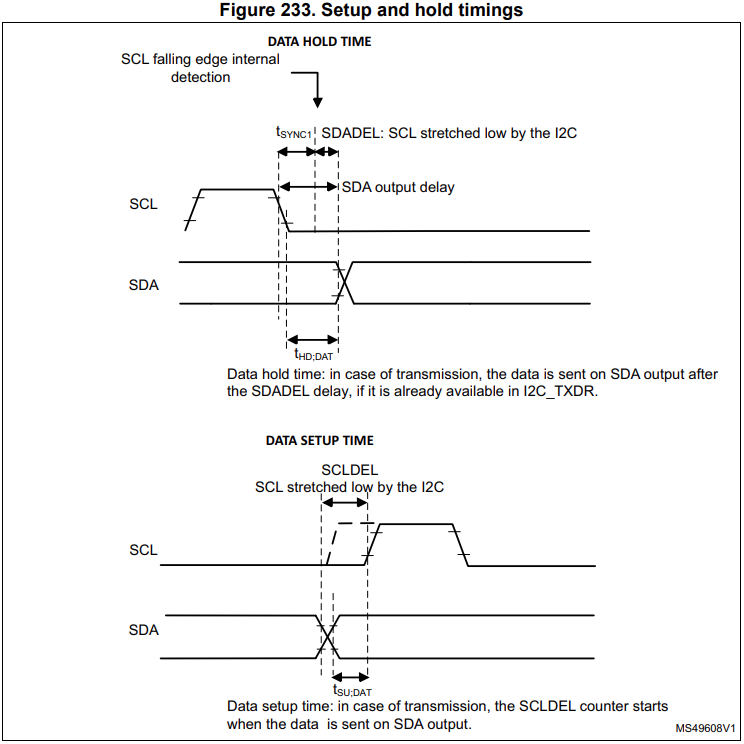 Figure 233. Setup and hold timings
DATA HOLD TIME
SCL falling edge internal
detection
tSYNC1
SDADEL: SCL stretched low by the I2C
SDA output delay
SCL
SDA
tHD;DAT
Data hold time: in case of transmission, the data is sent on SDA output after
the SDADEL delay, if it is already available in I2C_TXDR.
DATA SETUP TIME
SCLDEL
SCL stretched low by the I2C
SCL
SDA
tSU;DAT
Data setup time: in case of transmission, the SCLDEL counter starts
when the data is sent on SDA output.
MS49608V1